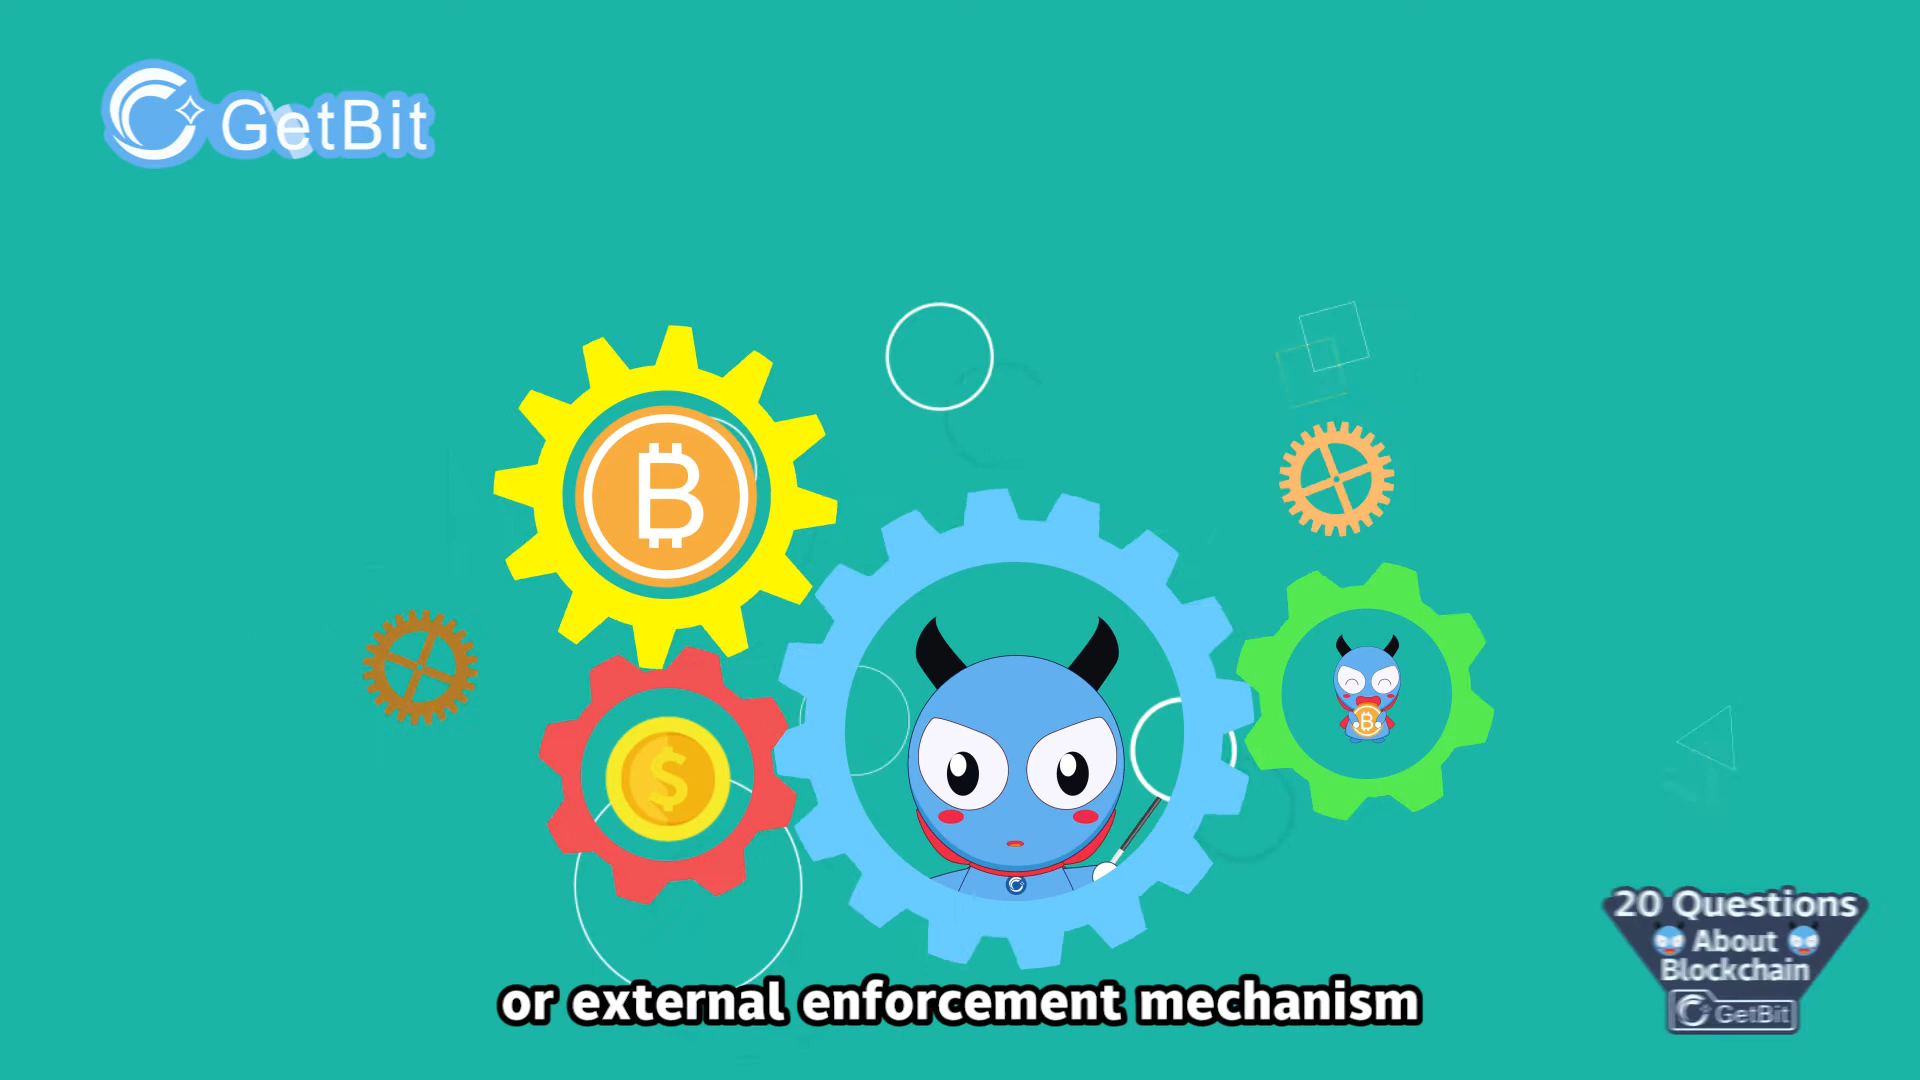 GetBit
or external enforcement mechanism
20 Questions
About
Blockchain
GetBit